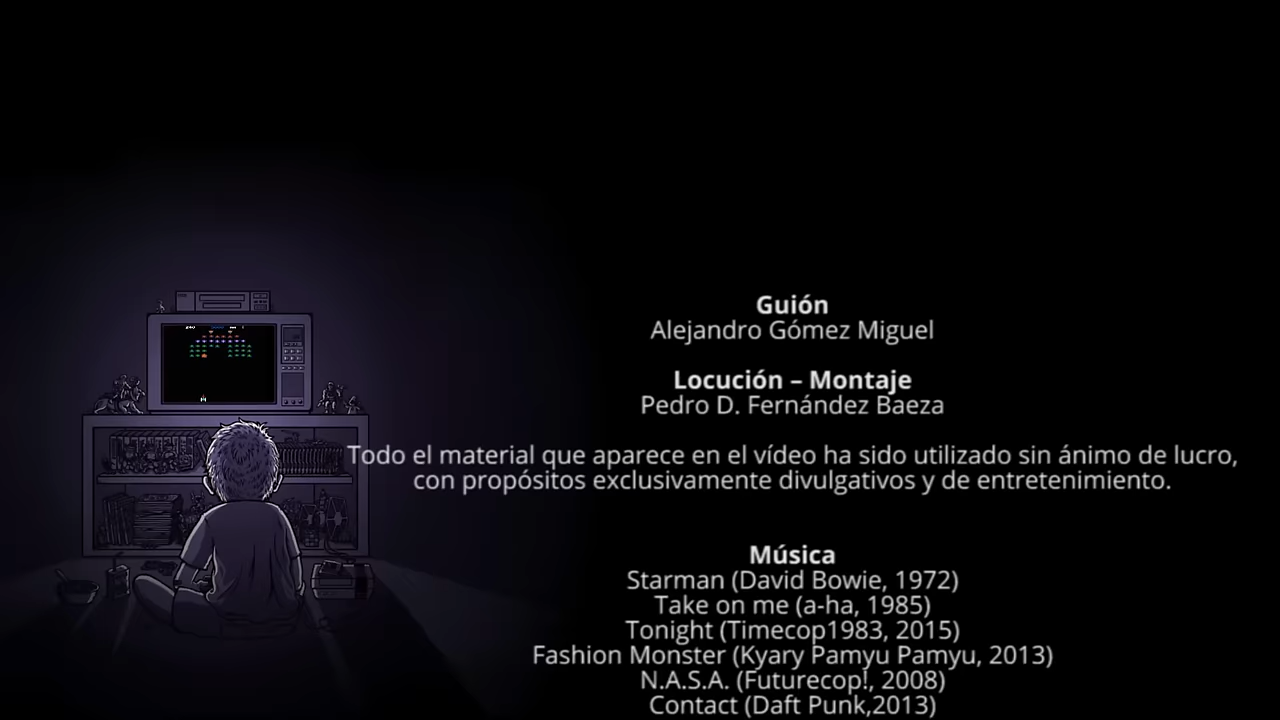 Guión
Alejandro Gómez Miguel
Locución – Montaje
Pedro D. Fernández Baeza
Todo el material que aparece en el vídeo ha sido utilizado sin ánimo de lucro,
con propósitos exclusivamente divulgativos y de entretenimiento.
Música
Starman (David Bowie, 1972)
Take on me (a-ha, 1985)
Tonight (Timecop1983, 2015)
Fashion Monster (Kyary Pamyu Pamyu, 2013)
N.A.S.A. (Futurecop!, 2008)
Contact (Daft Punk,2013)